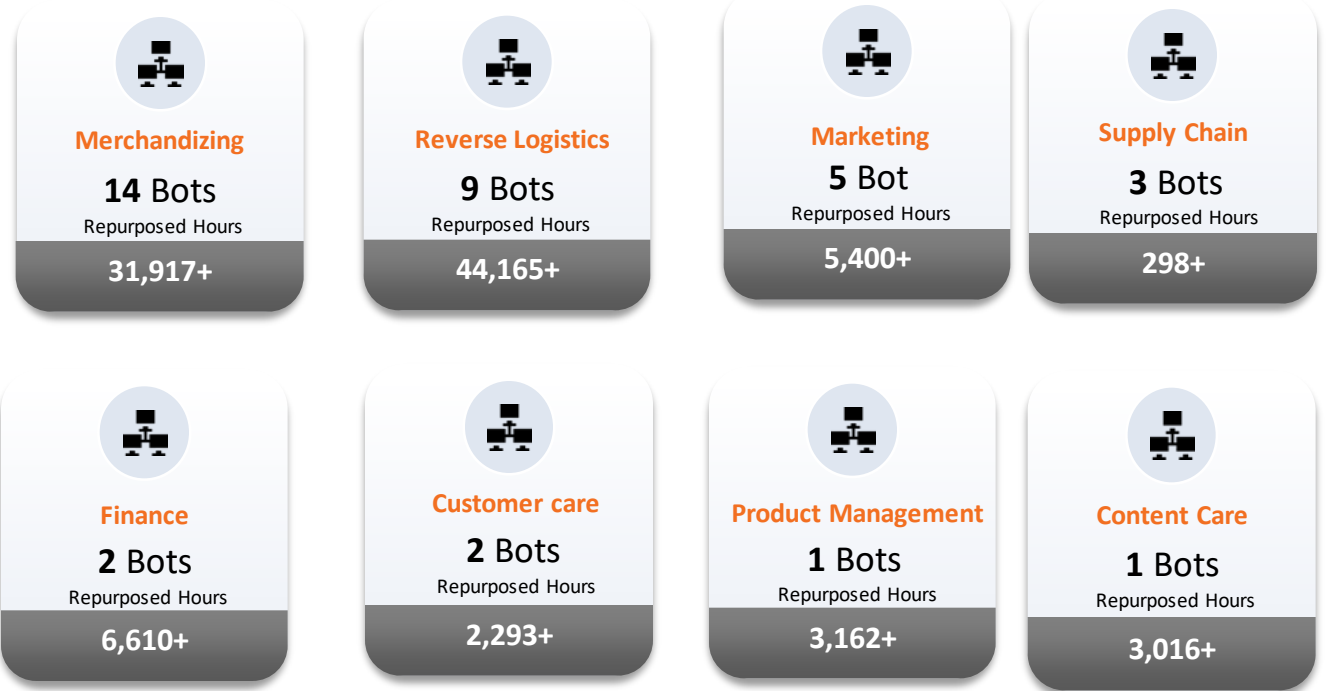 Merchandizing
14 Bots
Repurposed Hours
31,917+
Reverse Logistics
9 Bots
Repurposed Hours
44,165+
Marketing
5 Bot
Repurposed Hours
5,400+
Supply Chain
3 Bots
Repurposed Hours
298+
Finance
2 Bots
Repurposed Hours
6,610+
Customer care
2 Bots
Repurposed Hours
2,293+
Product Management
1 Bots
Repurposed Hours
3,162+
Content Care
1 Bots
Repurposed Hours
3,016+